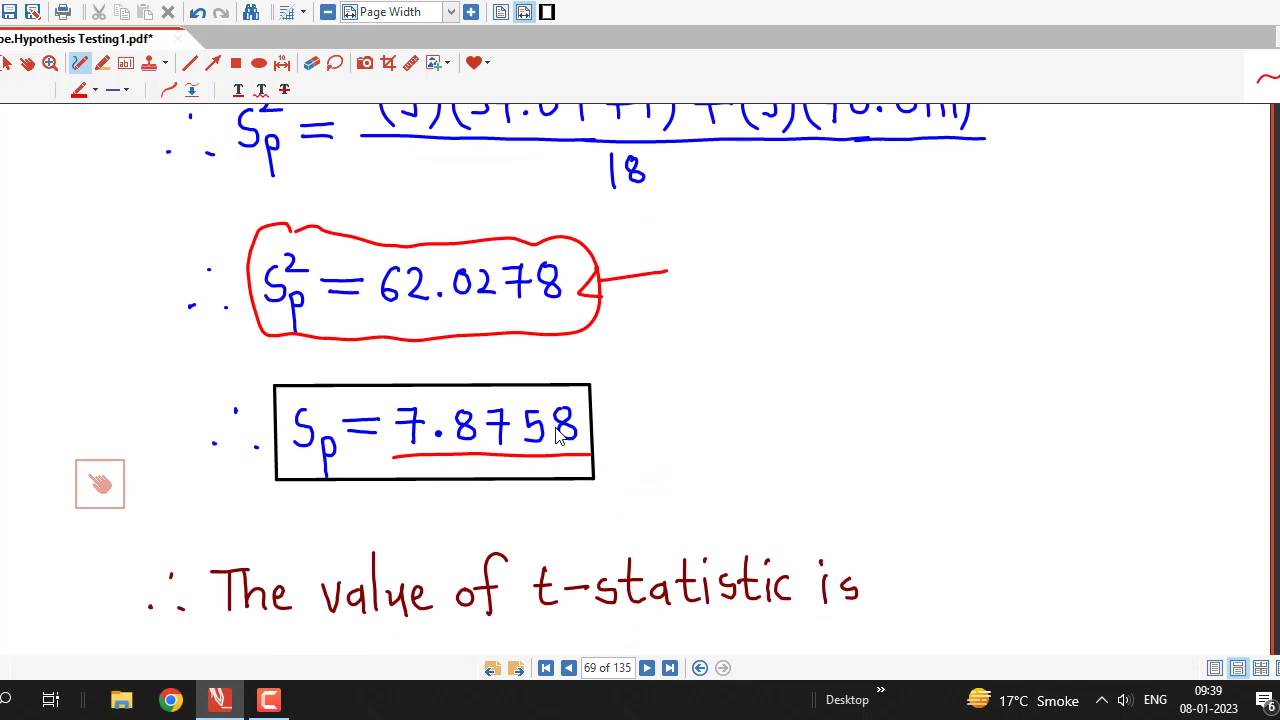 Page Width
pe.Hypothesis Testing1.pdf*
∴ Sp² =
18
∴ Sp² = 62.0278
∴ Sp = 7.8758
∴ The value of t-statistic is
69 of 135
Desktop
17°C Smoke
ENG
09:39
08-01-2023
6